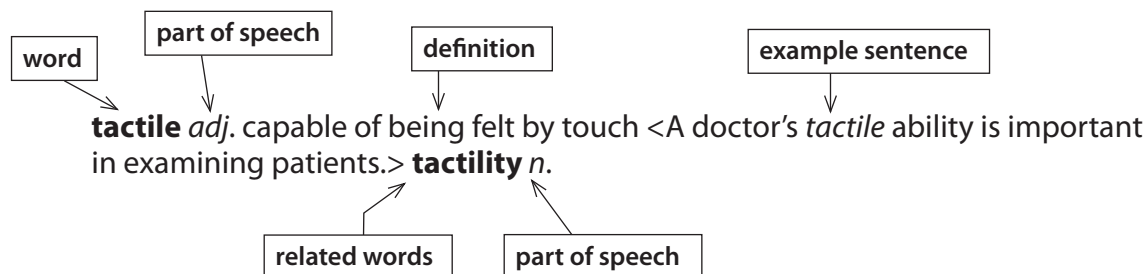 part of speech
definition
example sentence
word
tactile adj. capable of being felt by touch <A doctor’s tactile ability is important
in examining patients.> tactility n.
related words
part of speech